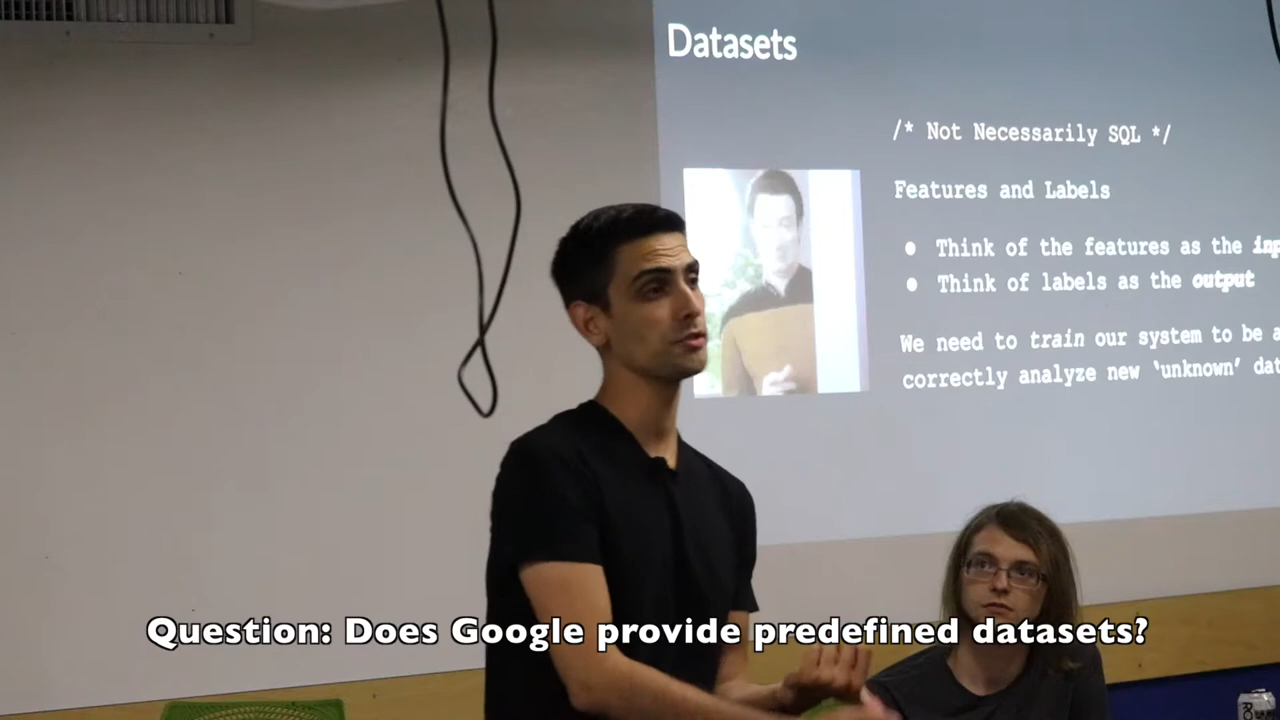 Datasets
/* Not Necessarily SQL */
Features and Labels
● Think of the features as the
● Think of labels as the output
We need to train our system to be
correctly analyze new ‘unknown’
Question: Does Google provide predefined datasets?